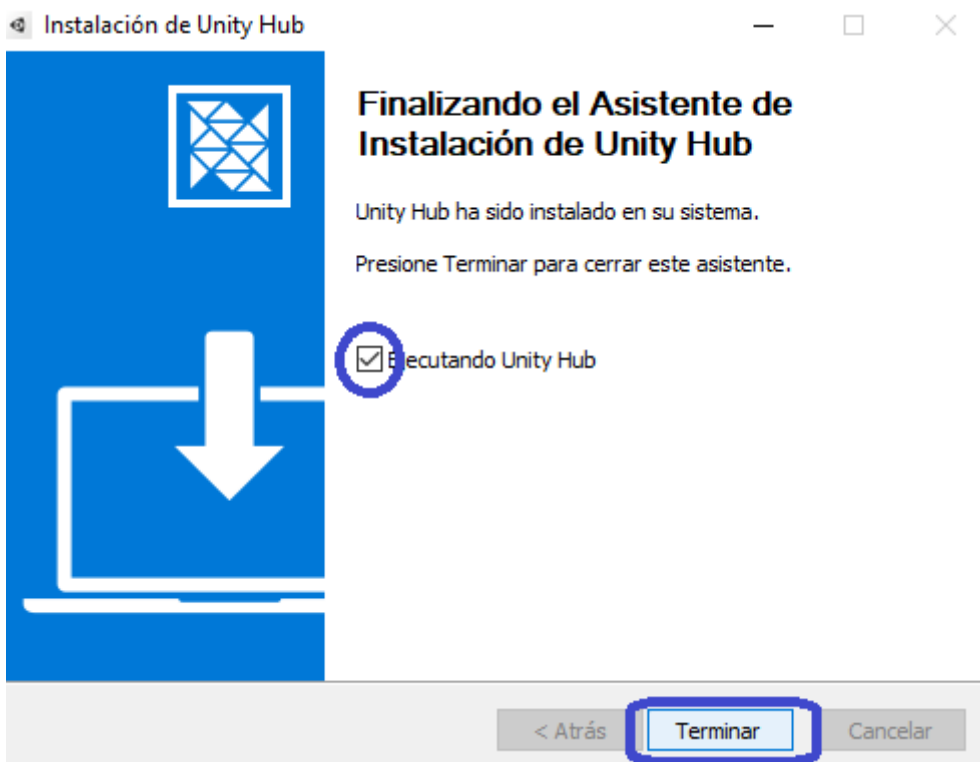 Instalación de Unity Hub
Finalizando el Asistente de
Instalación de Unity Hub
Unity Hub ha sido instalado en su sistema.
Presione Terminar para cerrar este asistente.
Ejecutando Unity Hub
< Atrás Terminar Cancelar